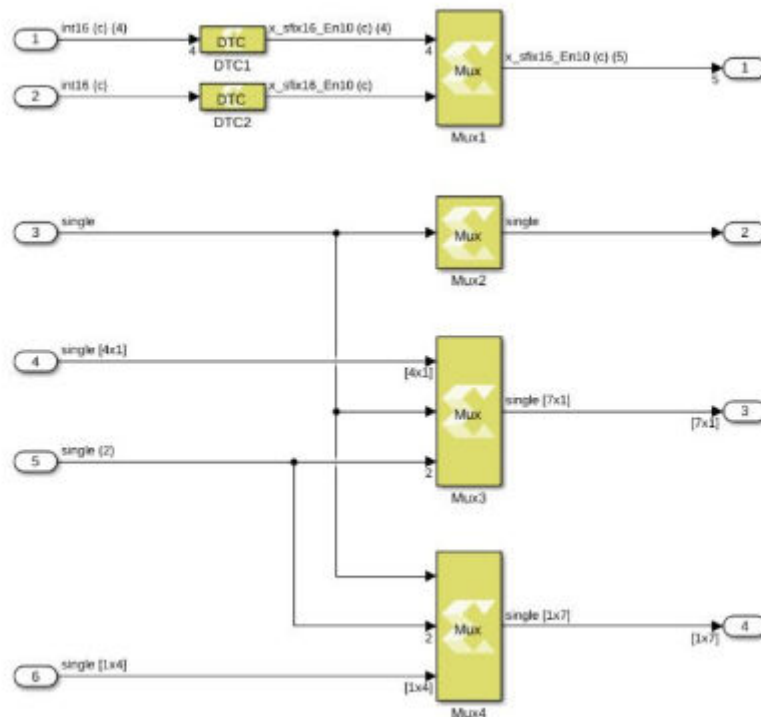 int16 (c) (4)
1
4
DTC
x_sfix16_En10 (c) (4)
4
DTC1
int16 (c)
2
DTC
x_sfix16_En10 (c)
DTC2
Mux
Mux1
x_sfix16_En10 (c) (5)
5
1
single
3
Mux
Mux2
single
2
single [4x1]
4
[4x1]
Mux
single [7x1]
[7x1]
3
single (2)
5
2
Mux3
Mux
single [1x7]
2
[1x7]
4
single [1x4]
6
[1x4]
Mux4